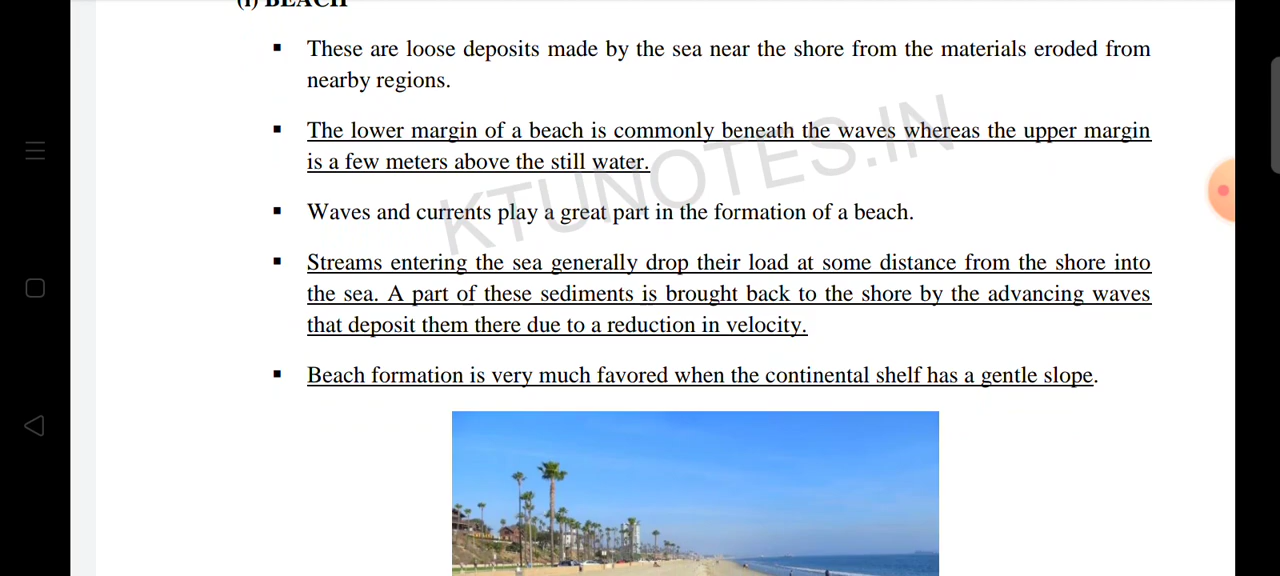 (i) BEACH
▪ These are loose deposits made by the sea near the shore from the materials eroded from
nearby regions.
▪ The lower margin of a beach is commonly beneath the waves whereas the upper margin
is a few meters above the still water.
▪ Waves and currents play a great part in the formation of a beach.
▪ Streams entering the sea generally drop their load at some distance from the shore into
the sea. A part of these sediments is brought back to the shore by the advancing waves
that deposit them there due to a reduction in velocity.
▪ Beach formation is very much favored when the continental shelf has a gentle slope.
KTUNOTES.IN